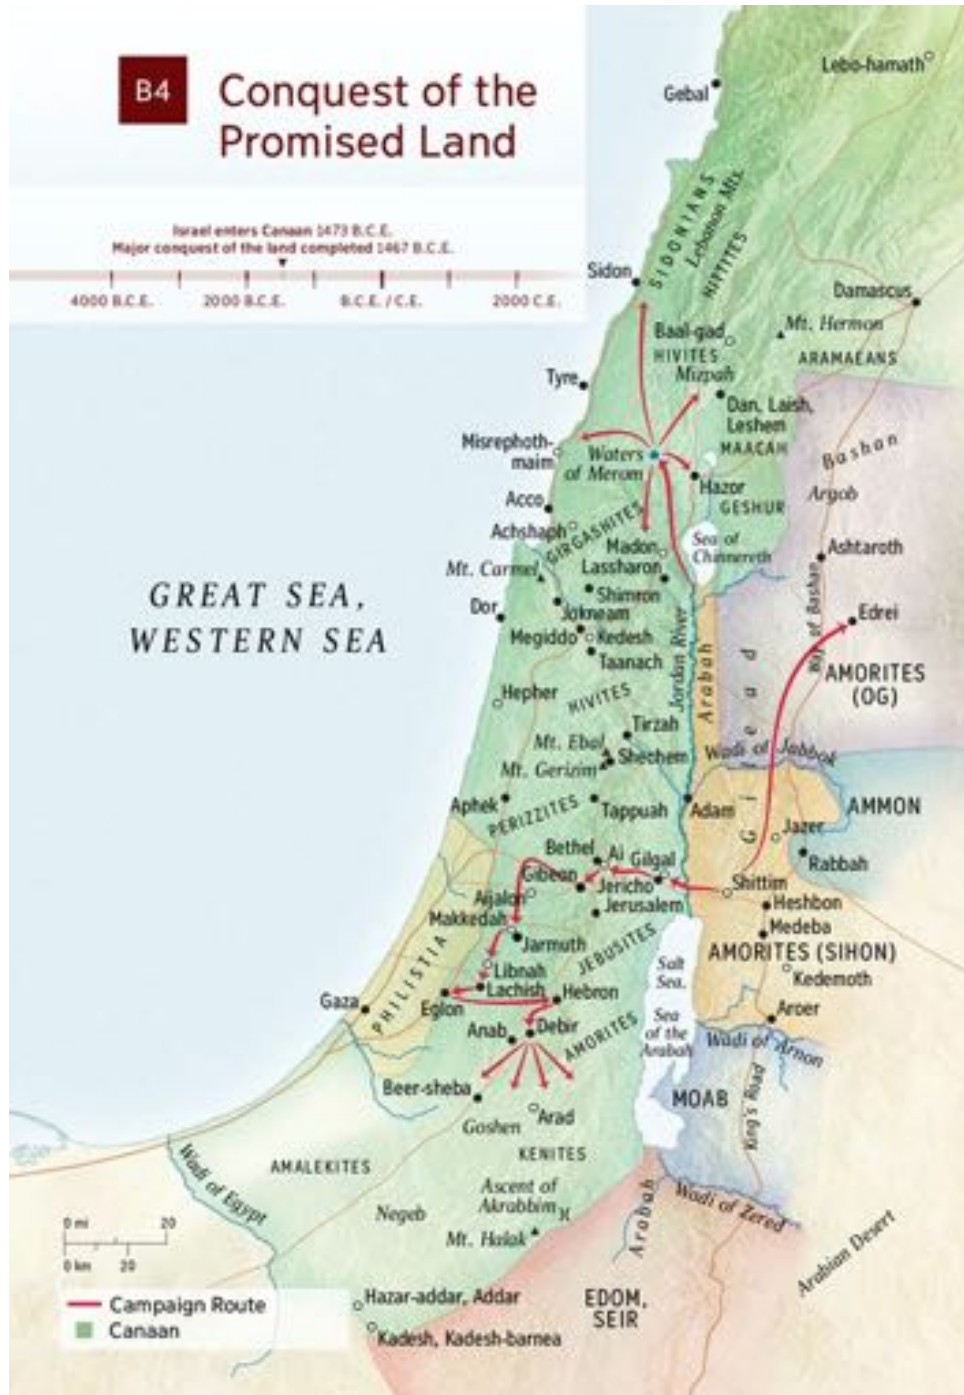 B4
Conquest of the
Promised Land
Israel enters Canaan 1473 B.C.E.
Major conquest of the land completed 1467 B.C.E.
4000 B.C.E.
2000 B.C.E.
B.C.E. / C.E.
2000 C.E.
Lebo-hamath
Gebal
SIDONIANS
Lebanon Mts.
HITTITES
Sidon
Damascus
Baal-gad
Mt. Hermon
HIVITES
ARAMAEANS
Mizpah
Tyre
Dan, Laish,
Leshem
MAACAH
Bashan
Misrephoth-
maim
Waters
of Merom
Hazor
Argob
GESHUR
Acco
Achshaph
GIRGASHITES
Sea of
Chinnereth
Madon
Lassharon
Ashtaroth
Mt. Carmel
Shimron
Way of Bashan
Dor
Jokneam
Edrei
Megiddo
Kedesh
Taanach
Jordan River
Arabah
GREAT SEA,
WESTERN SEA
AMORITES
(OG)
Hepher
HIVITES
Tirzah
Gilead
Mt. Ebal
Shechem
Wadi of Jabbok
Mt. Gerizim
Aphek
PERIZZITES
Tappuah
Adam
AMMON
Jazer
Bethel
Ai
Gilgal
Rabbah
Gibeon
Jericho
Shittim
Aijalon
Jerusalem
Heshbon
Makkedah
Medeba
Jarmuth
JEBUSITES
AMORITES (SIHON)
Libnah
Salt
Sea.
Kedemoth
Lachish
Hebron
PHILISTIA
Gaza
Eglon
Aroer
Anab
Debir
AMORITES
Sea
of the
Arabah
Wadi of Arnon
Beer-sheba
MOAB
King's Road
Goshen
Arad
KENITES
AMALEKITES
Wadi of Egypt
Ascent of
Akrabbim
Negeb
Arabah
Wadi of Zered
Mt. Halak
Arabian Desert
0 mi
20
0 km
20
Hazar-addar, Addar
EDOM,
SEIR
Kadesh, Kadesh-barnea
Campaign Route
Canaan